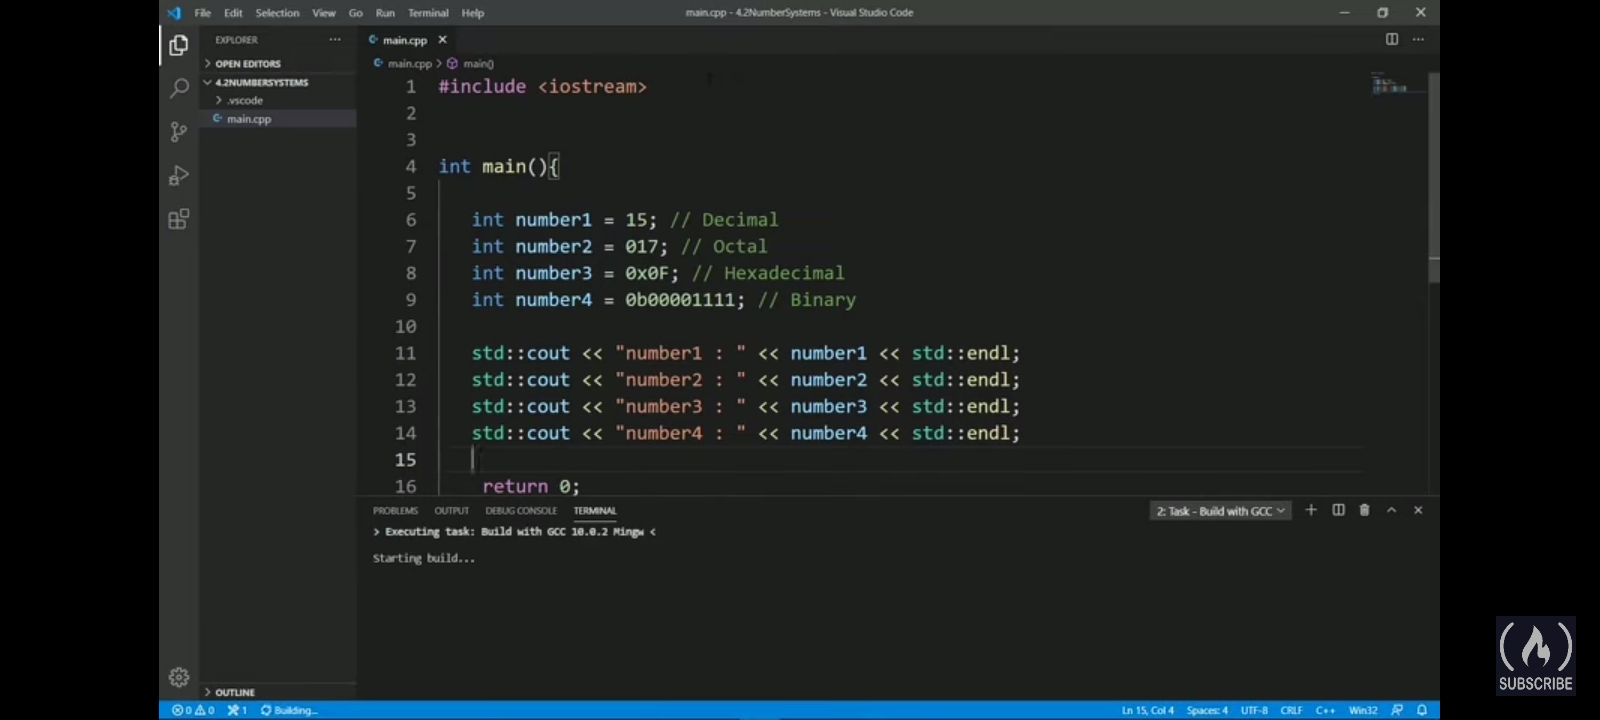 File Edit Selection View Go Run Terminal Help
main.cpp - 4.2NumberSystems - Visual Studio Code
EXPLORER
OPEN EDITORS
4.2NUMBERSYSTEMS
.vscode
main.cpp
OUTLINE
main.cpp
main.cpp > main()
1 #include <iostream>
2
3
4 int main(){
5
6 int number1 = 15; // Decimal
7 int number2 = 017; // Octal
8 int number3 = 0x0F; // Hexadecimal
9 int number4 = 0b00001111; // Binary
10
11 std::cout << "number1 : " << number1 << std::endl;
12 std::cout << "number2 : " << number2 << std::endl;
13 std::cout << "number3 : " << number3 << std::endl;
14 std::cout << "number4 : " << number4 << std::endl;
15
16 return 0;
PROBLEMS OUTPUT DEBUG CONSOLE TERMINAL
2: Task - Build with GCC
> Executing task: Build with GCC 10.0.2 Mingw <
Starting build...
0 0 1 Building...
Ln 15, Col 4 Spaces: 4 UTF-8 CRLF C++ Win32
SUBSCRIBE